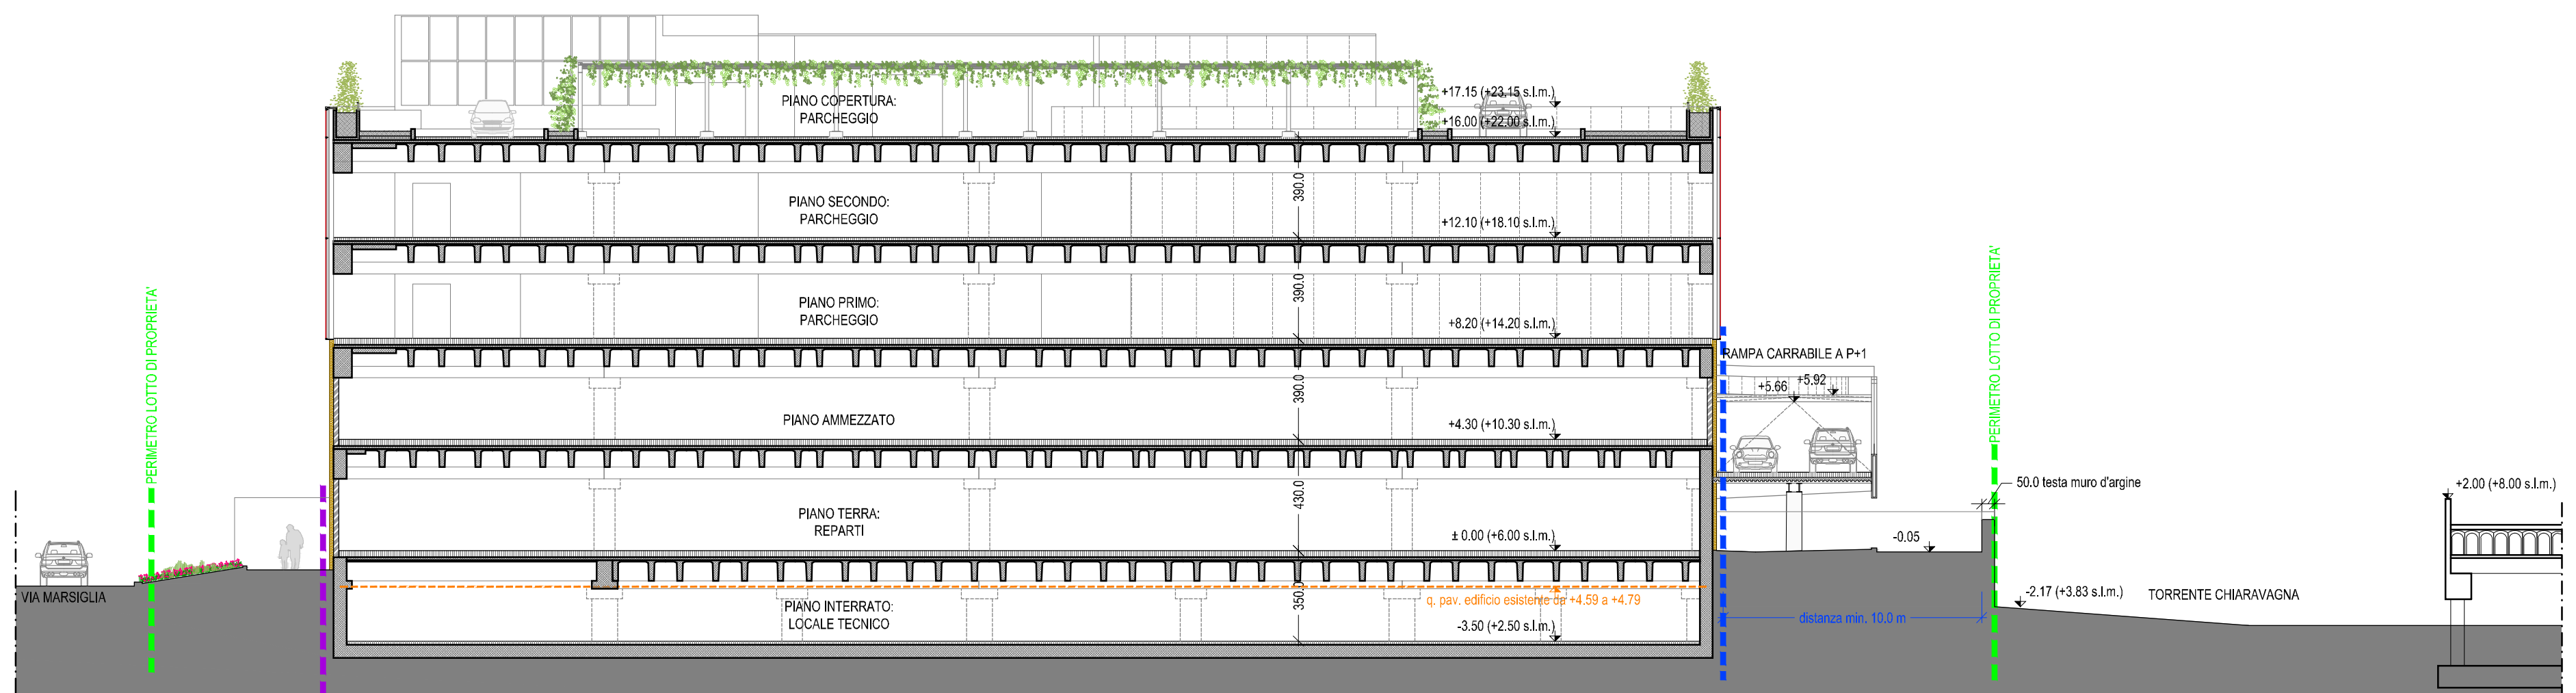 PIANO COPERTURA:
PARCHEGGIO
+17.15 (+23.15 s.l.m.)
+16.00 (+22.00 s.l.m.)
390.0
PIANO SECONDO:
PARCHEGGIO
+12.10 (+18.10 s.l.m.)
390.0
PIANO PRIMO:
PARCHEGGIO
+8.20 (+14.20 s.l.m.)
390.0
PIANO AMMEZZATO
+4.30 (+10.30 s.l.m.)
430.0
PIANO TERRA:
REPARTI
± 0.00 (+6.00 s.l.m.)
350.0
PIANO INTERRATO:
LOCALE TECNICO
q. pav. edificio esistente da +4.59 a +4.79
-3.50 (+2.50 s.l.m.)
PERIMETRO LOTTO DI PROPRIETA'
VIA MARSIGLIA
RAMPA CARRABILE A P+1
+5.66
+5.92
PERIMETRO LOTTO DI PROPRIETA'
50.0 testa muro d'argine
+2.00 (+8.00 s.l.m.)
-0.05
-2.17 (+3.83 s.l.m.)
TORRENTE CHIARAVAGNA
distanza min. 10.0 m